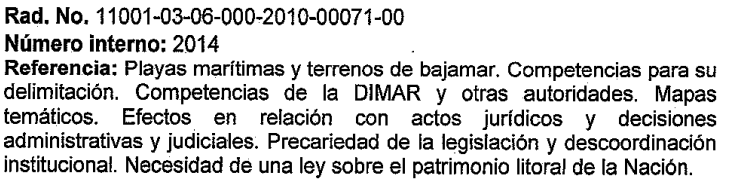 Rad. No. 11001-03-06-000-2010-00071-00
Número interno: 2014
Referencia: Playas marítimas y terrenos de bajamar. Competencias para su
delimitación. Competencias de la DIMAR y otras autoridades. Mapas
temáticos. Efectos en relación con actos jurídicos y decisiones
administrativas y judiciales. Precariedad de la legislación y descoordinación
institucional. Necesidad de una ley sobre el patrimonio litoral de la Nación.